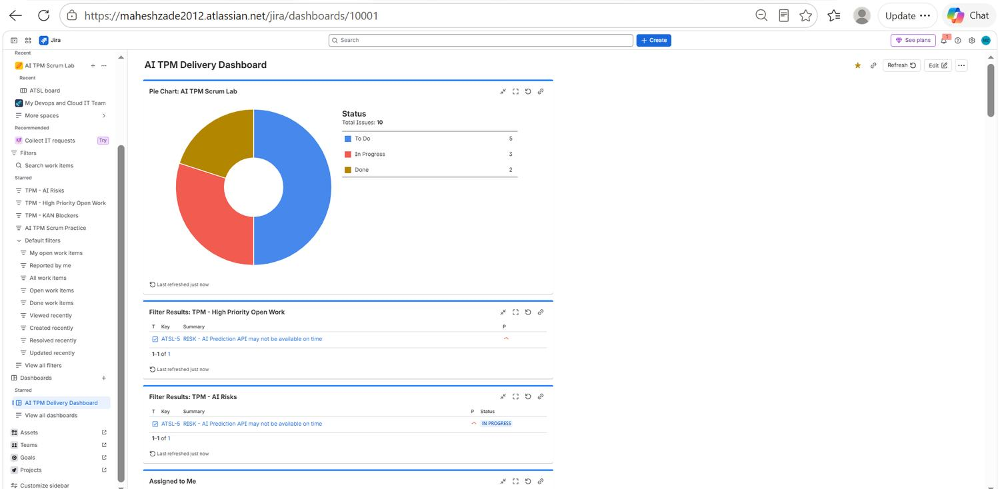 https://maheshzade2012.atlassian.net/jira/dashboards/10001
Update
Chat
Jira
Search
+ Create
See plans
1
MZ
Recent
AI TPM Scrum Lab
Recent
ATSL board
My Devops and Cloud IT Team
More spaces
Recommended
Collect IT requests Try
Filters
Search work items
Starred
TPM - AI Risks
TPM - High Priority Open Work
TPM - KAN Blockers
AI TPM Scrum Practice
Default filters
My open work items
Reported by me
All work items
Open work items
Done work items
Viewed recently
Created recently
Resolved recently
Updated recently
View all filters
Dashboards
Starred
AI TPM Delivery Dashboard
View all dashboards
Assets
Teams
Goals
Projects
Customize sidebar
AI TPM Delivery Dashboard
Refresh
Edit
Pie Chart: AI TPM Scrum Lab
Status
Total Issues: 10
To Do 5
In Progress 3
Done 2
Last refreshed just now
Filter Results: TPM - High Priority Open Work
T Key Summary P
ATSL-5 RISK - AI Prediction API may not be available on time
1–1 of 1
Last refreshed just now
Filter Results: TPM - AI Risks
T Key Summary P Status
ATSL-5 RISK - AI Prediction API may not be available on time IN PROGRESS
1–1 of 1
Last refreshed just now
Assigned to Me